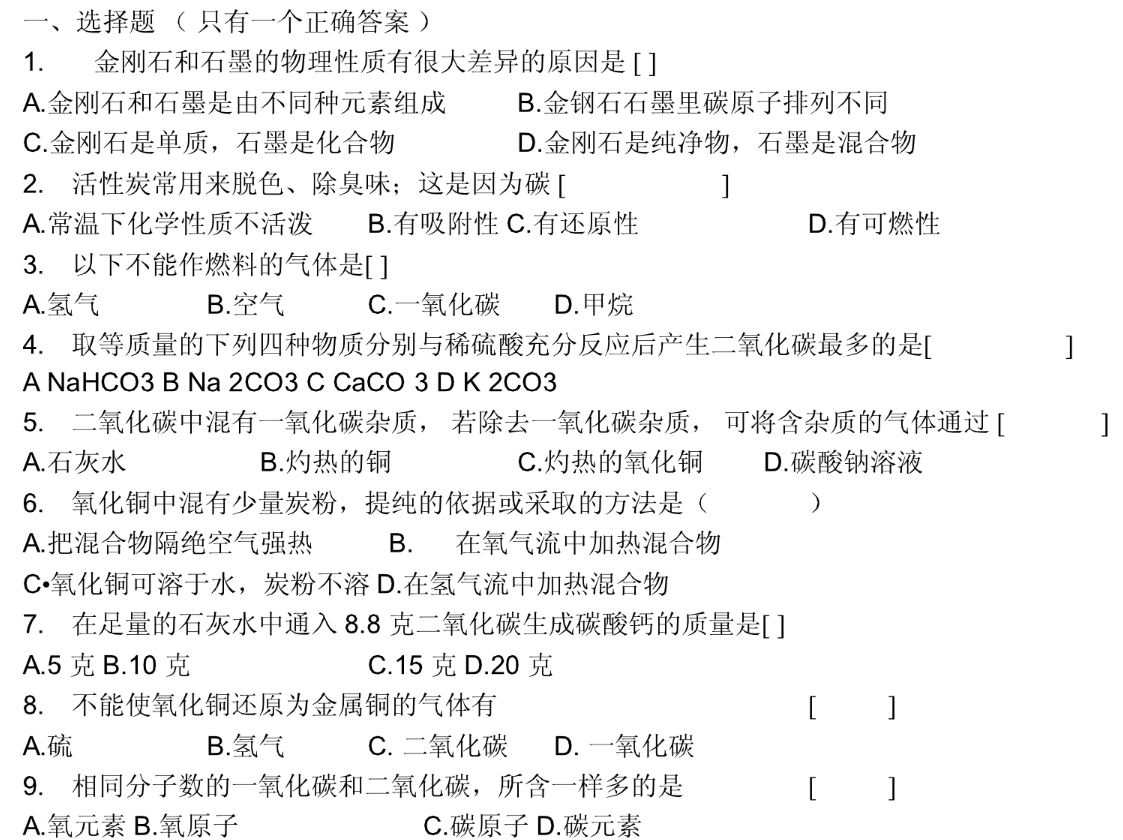 一、选择题 （ 只有一个正确答案 ）
1. 金刚石和石墨的物理性质有很大差异的原因是 [ ]
A.金刚石和石墨是由不同种元素组成 B.金钢石石墨里碳原子排列不同
C.金刚石是单质，石墨是化合物 D.金刚石是纯净物，石墨是混合物
2. 活性炭常用来脱色、除臭味；这是因为碳 [ ]
A.常温下化学性质不活泼 B.有吸附性 C.有还原性 D.有可燃性
3. 以下不能作燃料的气体是[ ]
A.氢气 B.空气 C.一氧化碳 D.甲烷
4. 取等质量的下列四种物质分别与稀硫酸充分反应后产生二氧化碳最多的是[ ]
A NaHCO3 B Na 2CO3 C CaCO 3 D K 2CO3
5. 二氧化碳中混有一氧化碳杂质， 若除去一氧化碳杂质， 可将含杂质的气体通过 [ ]
A.石灰水 B.灼热的铜 C.灼热的氧化铜 D.碳酸钠溶液
6. 氧化铜中混有少量炭粉，提纯的依据或采取的方法是（ ）
A.把混合物隔绝空气强热 B. 在氧气流中加热混合物
C•氧化铜可溶于水，炭粉不溶 D.在氢气流中加热混合物
7. 在足量的石灰水中通入 8.8 克二氧化碳生成碳酸钙的质量是[ ]
A.5 克 B.10 克 C.15 克 D.20 克
8. 不能使氧化铜还原为金属铜的气体有 [ ]
A.硫 B.氢气 C. 二氧化碳 D. 一氧化碳
9. 相同分子数的一氧化碳和二氧化碳，所含一样多的是 [ ]
A.氧元素 B.氧原子 C.碳原子 D.碳元素